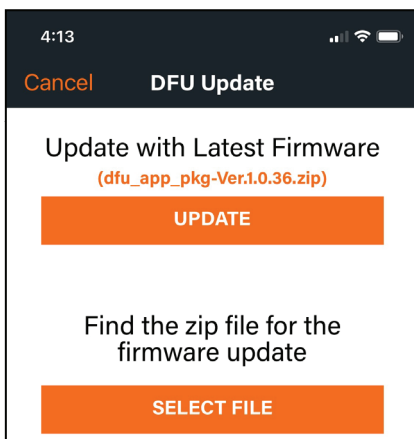 4:13
Cancel DFU Update
Update with Latest Firmware
(dfu_app_pkg-Ver.1.0.36.zip)
UPDATE
Find the zip file for the
firmware update
SELECT FILE